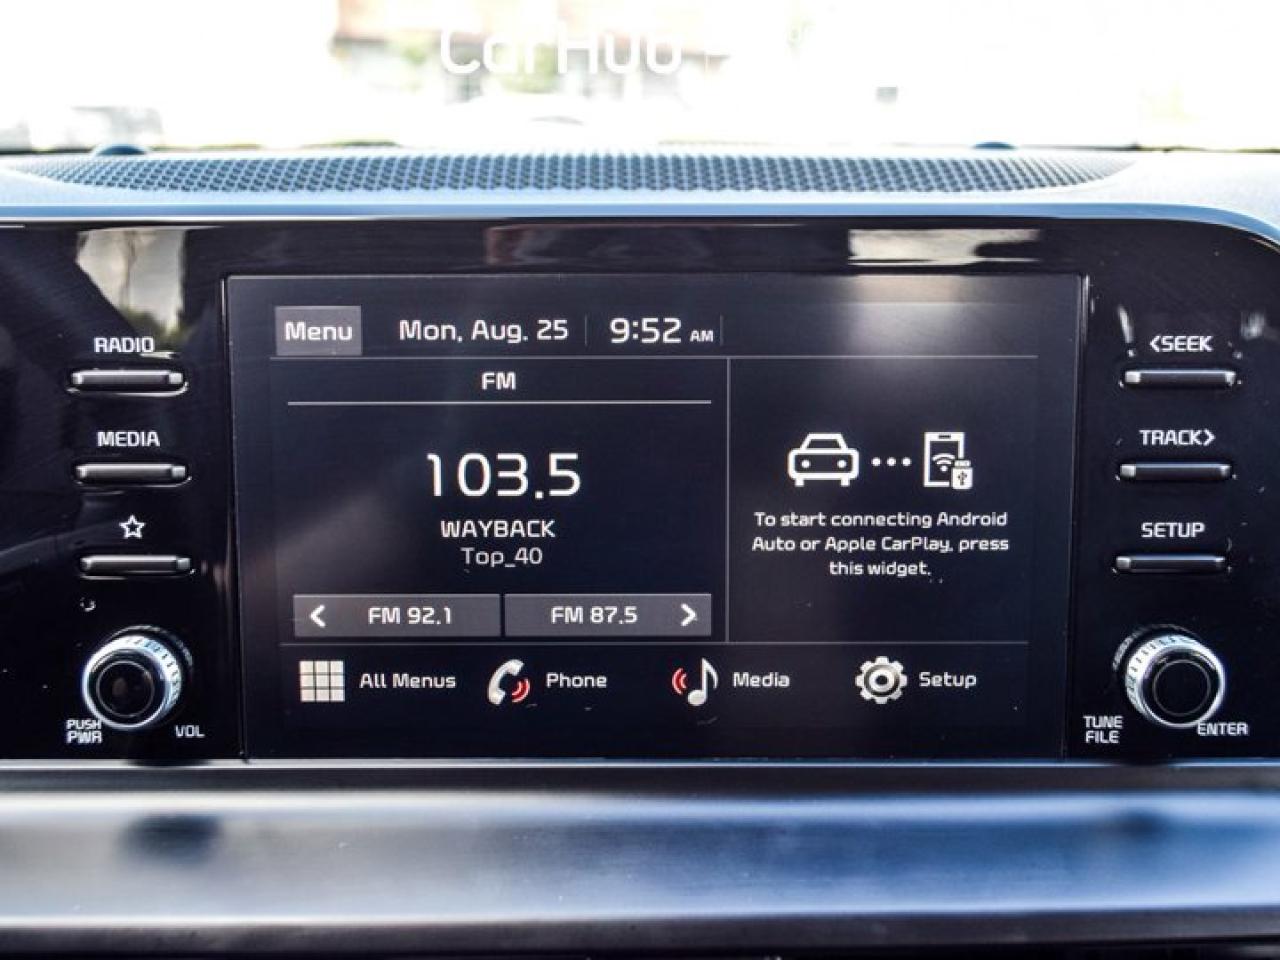 CarHub
RADIO
MEDIA
PUSH
PWR
VOL
Menu
Mon, Aug. 25
9:52 AM
FM
103.5
WAYBACK
Top_40
< FM 92.1
FM 87.5 >
To start connecting Android
Auto or Apple CarPlay, press
this widget.
All Menus
Phone
Media
Setup
<SEEK
TRACK>
SETUP
TUNE
FILE
ENTER